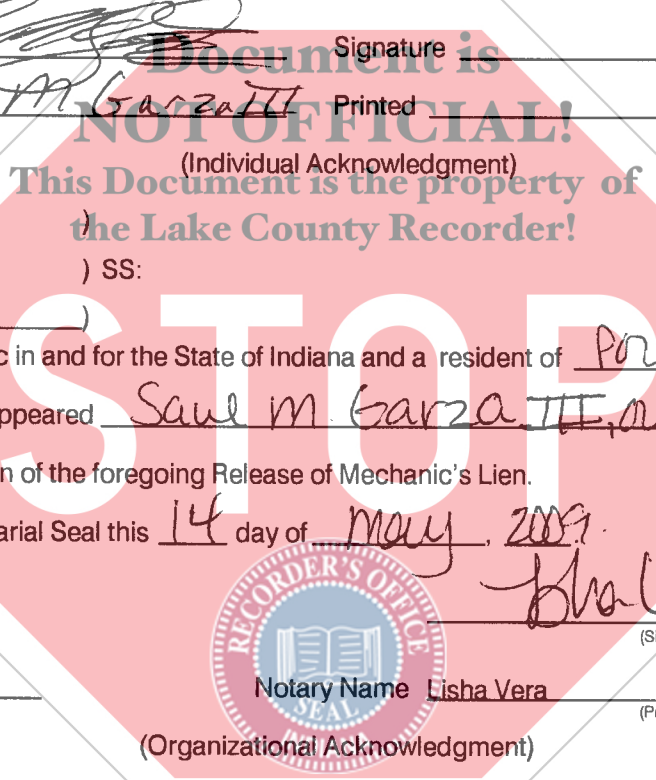 Document is
Signature
M Garza III Printed
NOT OFFICIAL!
(Individual Acknowledgment)
This Document is the property of
)
the Lake County Recorder!
) SS:
)
STOP
c in and for the State of Indiana and a resident of Por
ppeared Saul M. Garza III,
n of the foregoing Release of Mechanic's Lien.
arial Seal this 14 day of May, 2009.
RECORDER'S OFFICE
(S
Notary Name Lisha Vera
(P
SEAL
(Organizational Acknowledgment)